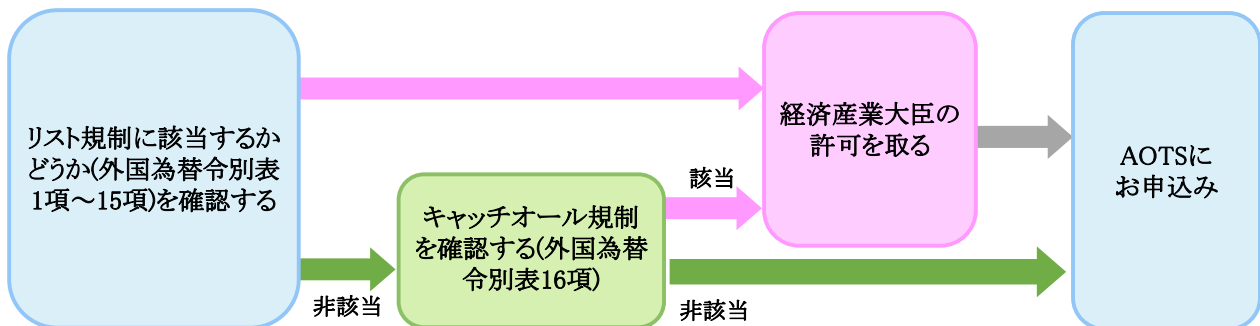 リスト規制に該当するか
どうか(外国為替令別表
1項～15項)を確認する
非該当
キャッチオール規制
を確認する(外国為替
令別表16項)
該当
非該当
経済産業大臣の
許可を取る
AOTSに
お申込み